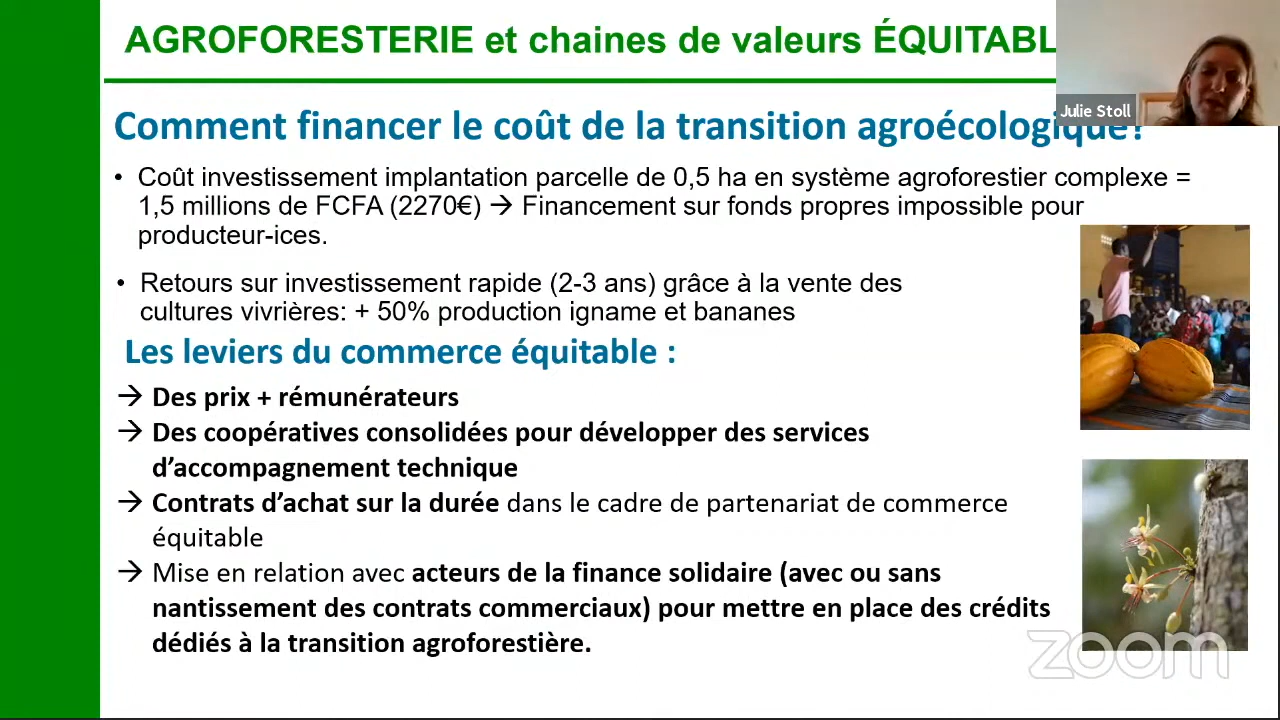 AGROFORESTERIE et chaines de valeurs ÉQUITABL
Julie Stoll
Comment financer le coût de la transition agroécologique?
• Coût investissement implantation parcelle de 0,5 ha en système agroforestier complexe =
1,5 millions de FCFA (2270€) → Financement sur fonds propres impossible pour
producteur-ices.
• Retours sur investissement rapide (2-3 ans) grâce à la vente des
cultures vivrières: + 50% production igname et bananes
Les leviers du commerce équitable :
→ Des prix + rémunérateurs
→ Des coopératives consolidées pour développer des services
d’accompagnement technique
→ Contrats d’achat sur la durée dans le cadre de partenariat de commerce
équitable
→ Mise en relation avec acteurs de la finance solidaire (avec ou sans
nantissement des contrats commerciaux) pour mettre en place des crédits
dédiés à la transition agroforestière.
zoom